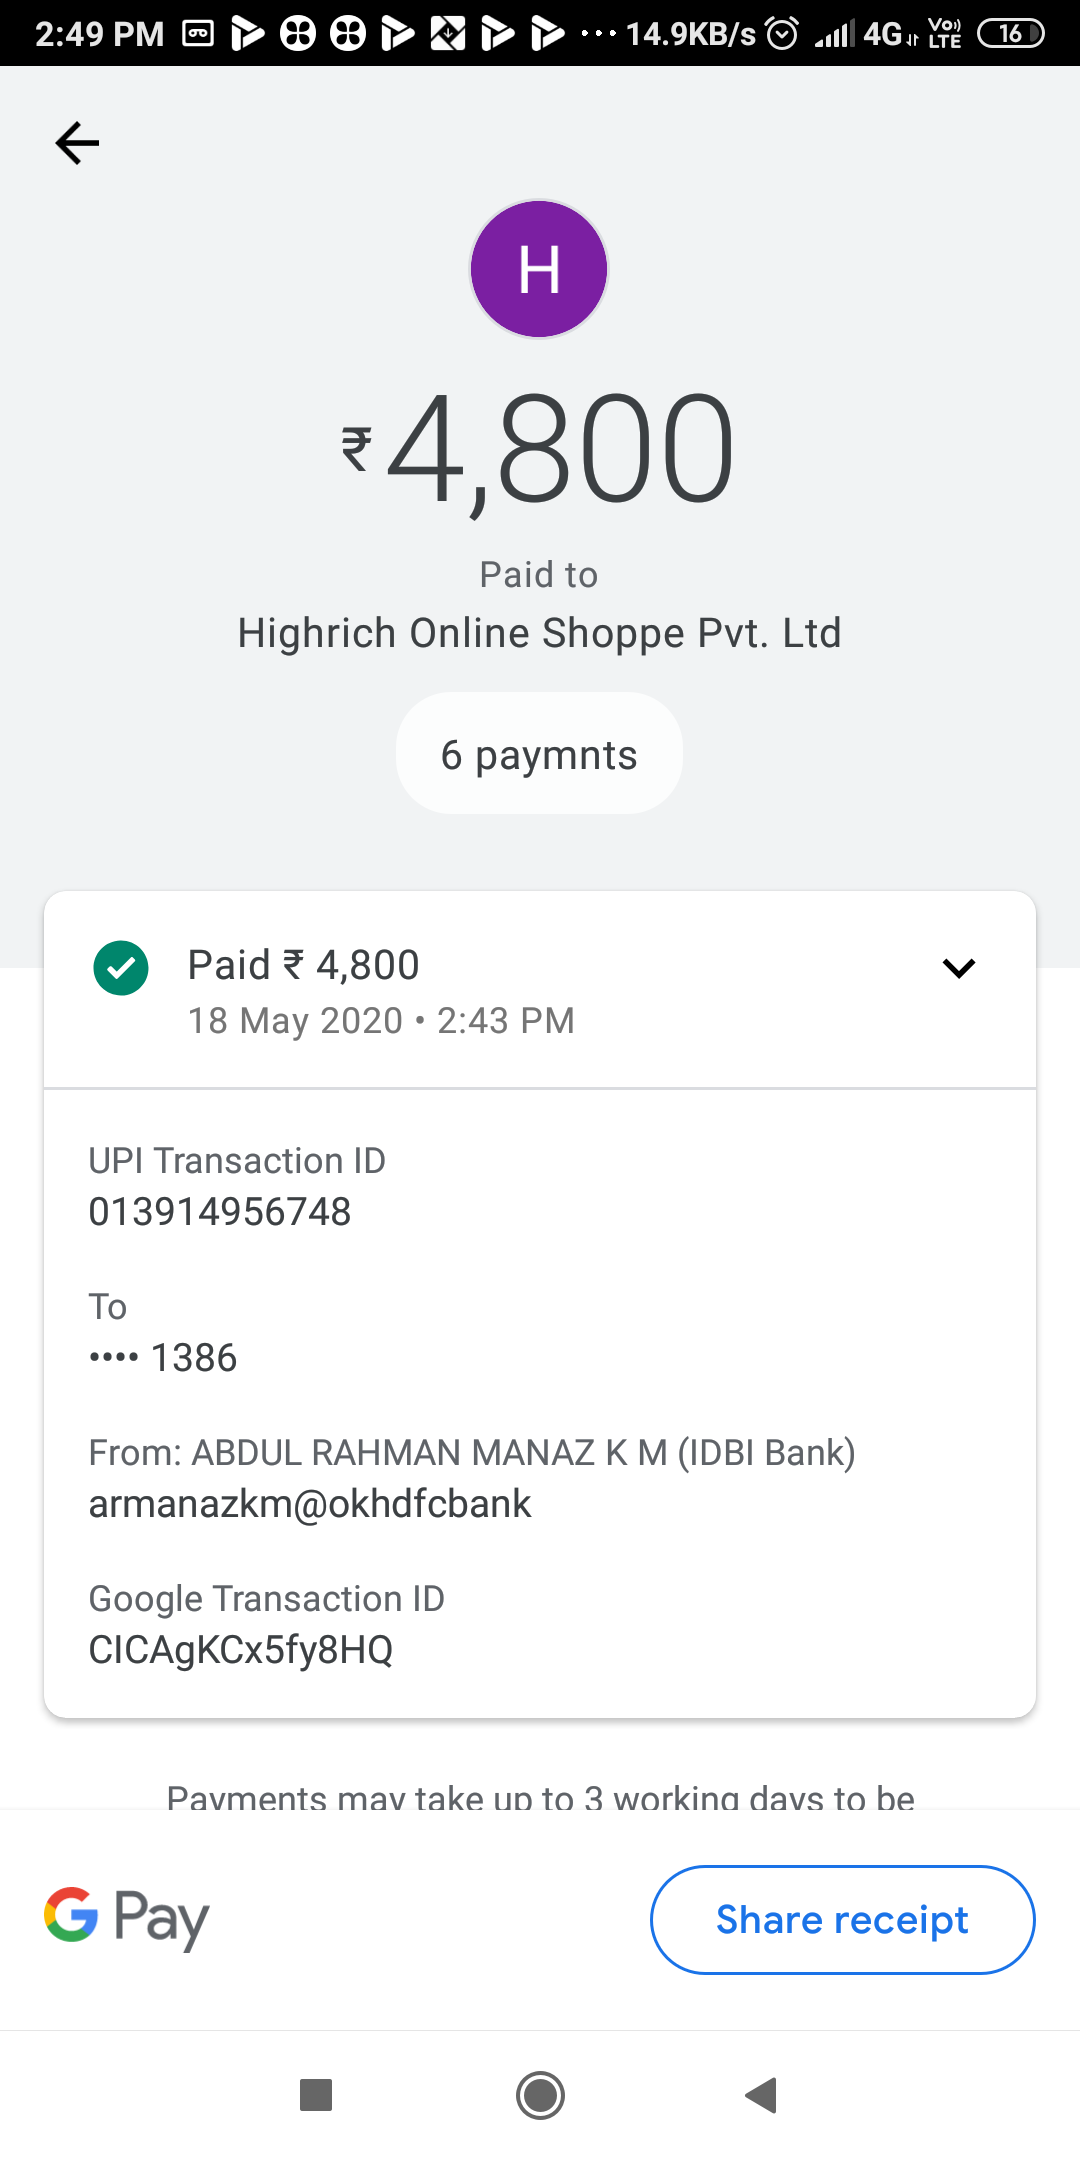 2:49 PM 14.9KB/s 4G Vo)) LTE 16
H
₹4,800
Paid to
Highrich Online Shoppe Pvt. Ltd
6 paymnts
Paid ₹ 4,800
18 May 2020 • 2:43 PM
UPI Transaction ID
013914956748
To
•••• 1386
From: ABDUL RAHMAN MANAZ K M (IDBI Bank)
armanazkm@okhdfcbank
Google Transaction ID
CICAgKCx5fy8HQ
Payments may take up to 3 working days to be
G Pay
Share receipt